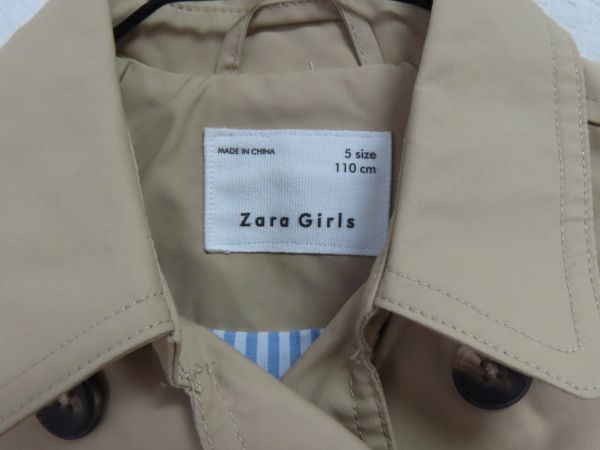 MADE IN CHINA
5 size
110 cm
Zara Girls